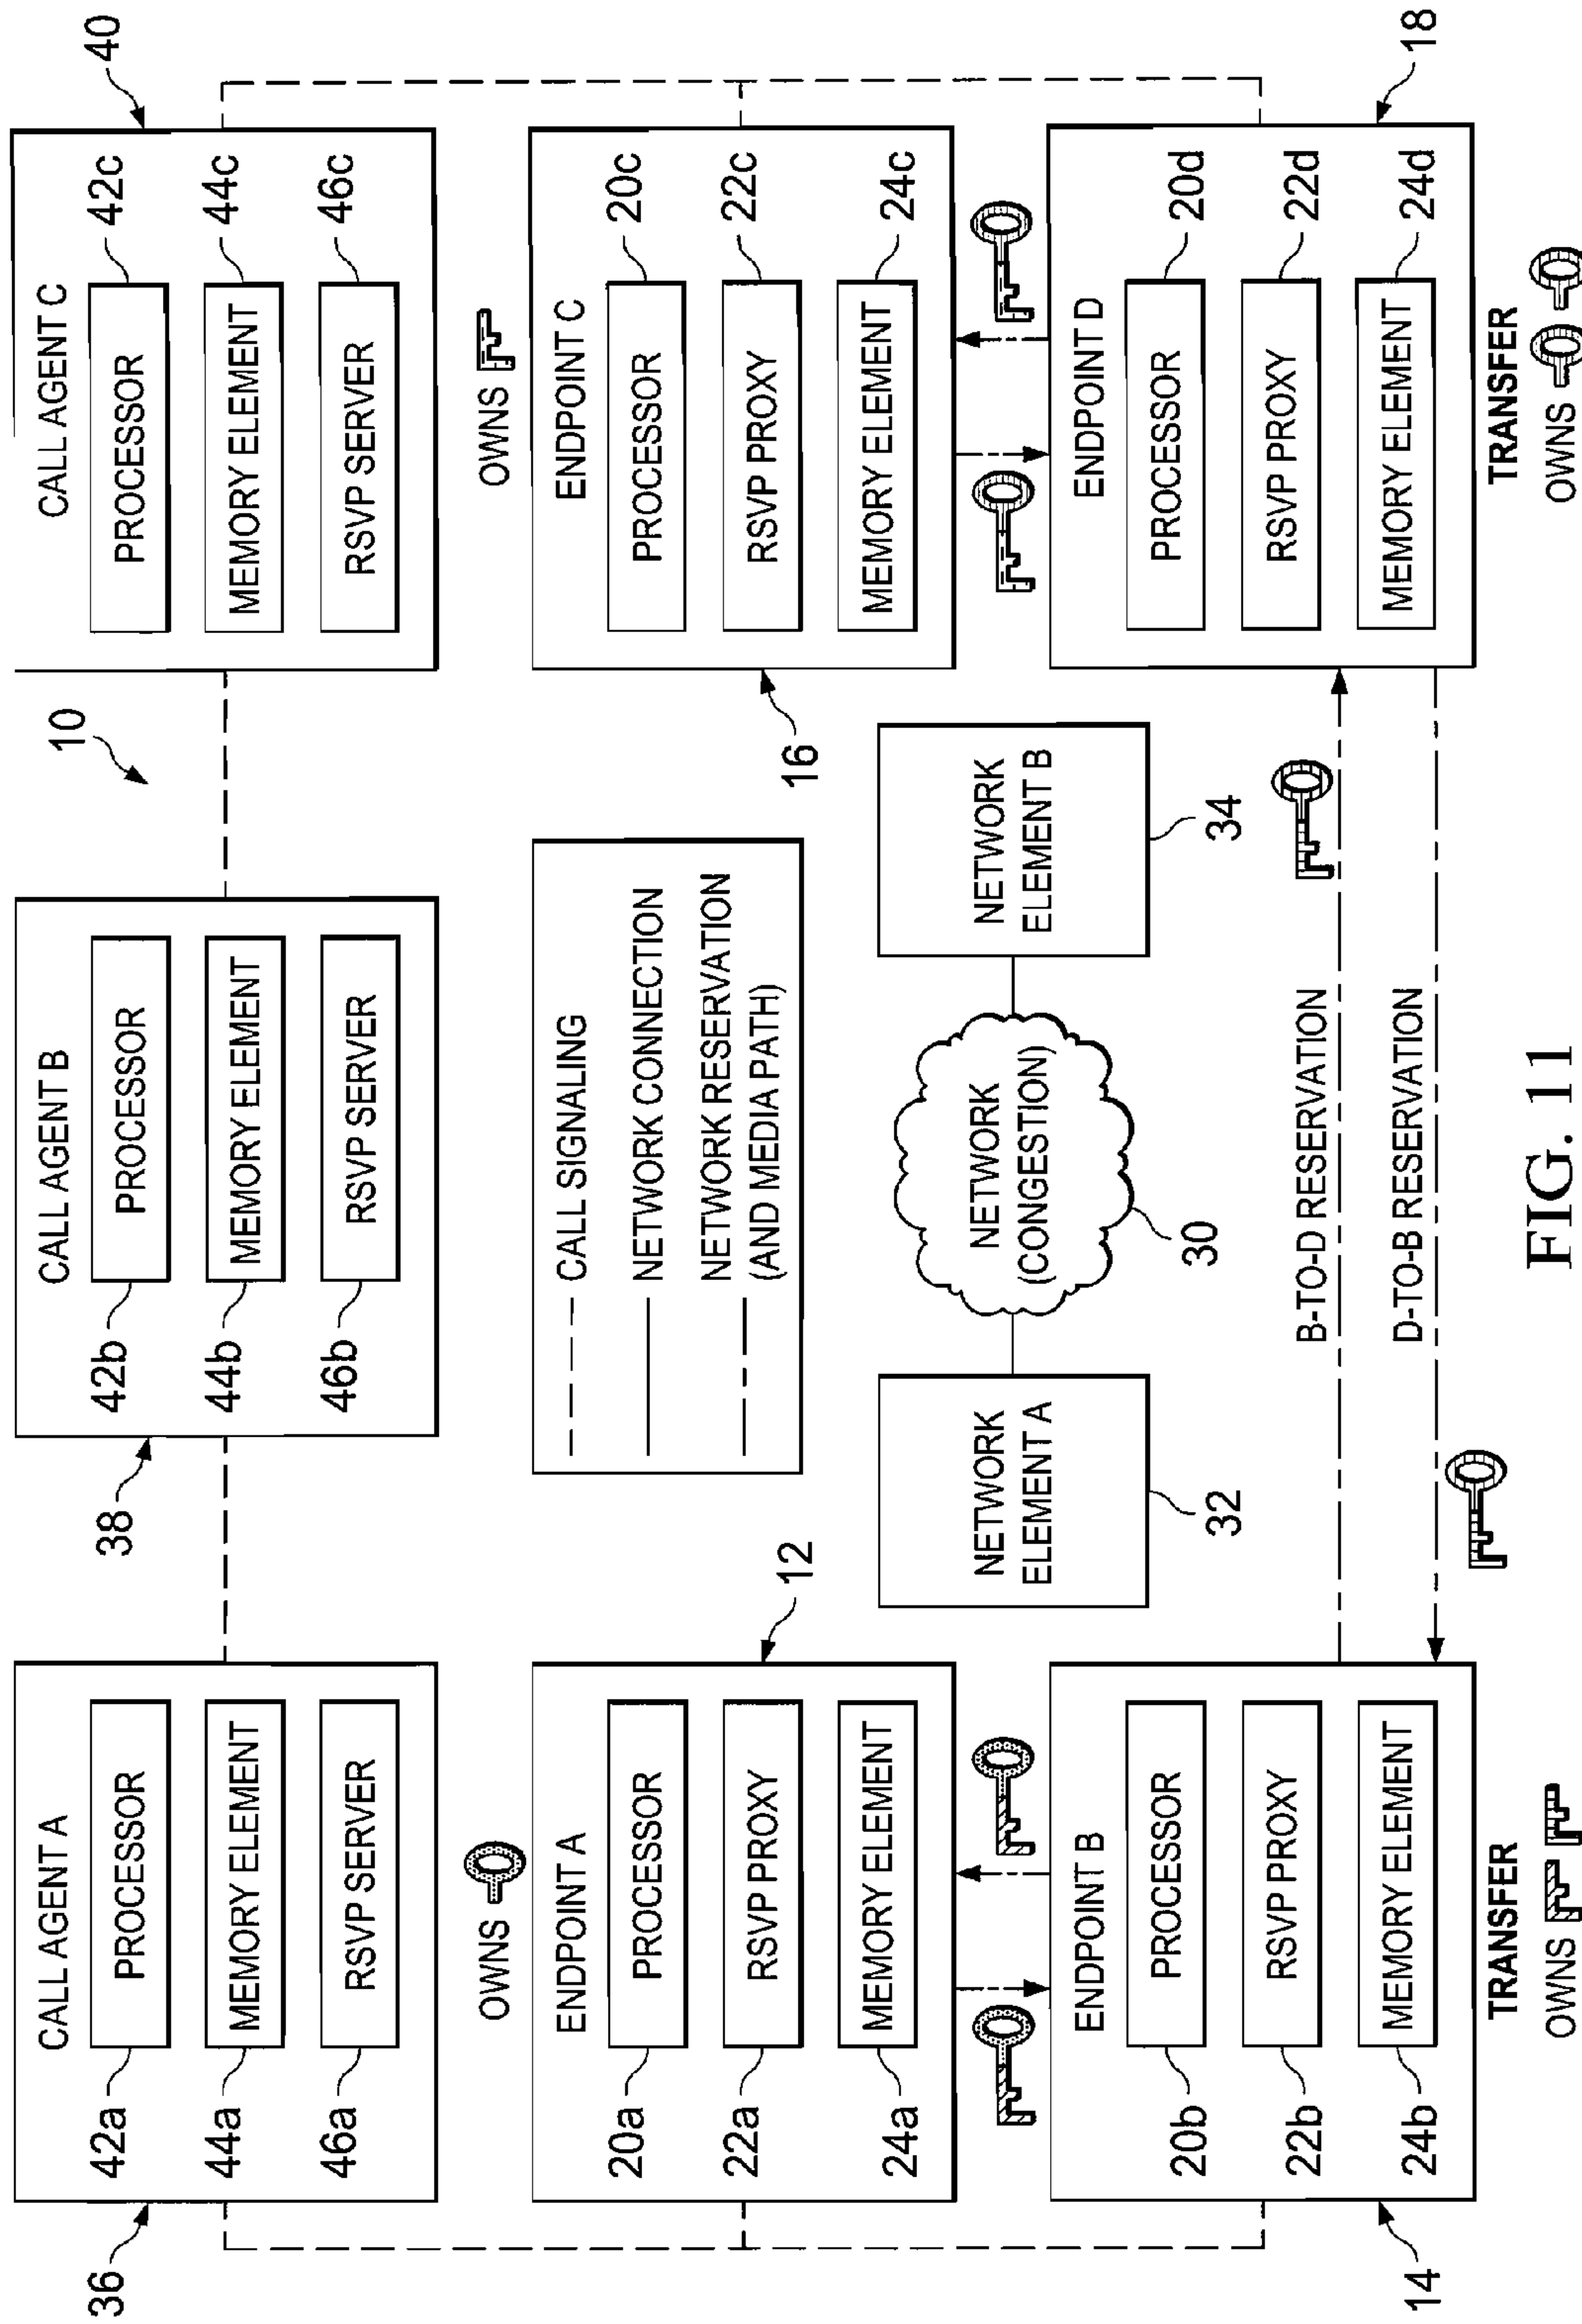 10
36
CALL AGENT A
42a
PROCESSOR
44a
MEMORY ELEMENT
46a
RSVP SERVER
38
CALL AGENT B
42b
PROCESSOR
44b
MEMORY ELEMENT
46b
RSVP SERVER
40
CALL AGENT C
PROCESSOR
42c
MEMORY ELEMENT
44c
RSVP SERVER
46c
OWNS
ENDPOINT A
12
20a
PROCESSOR
22a
RSVP PROXY
24a
MEMORY ELEMENT
CALL SIGNALING
NETWORK CONNECTION
NETWORK RESERVATION
(AND MEDIA PATH)
OWNS
ENDPOINT C
16
PROCESSOR
20c
RSVP PROXY
22c
MEMORY ELEMENT
24c
NETWORK
ELEMENT A
32
NETWORK
(CONGESTION)
30
NETWORK
ELEMENT B
34
ENDPOINT B
14
20b
PROCESSOR
22b
RSVP PROXY
24b
MEMORY ELEMENT
TRANSFER
OWNS
B-TO-D RESERVATION
D-TO-B RESERVATION
ENDPOINT D
18
PROCESSOR
20d
RSVP PROXY
22d
MEMORY ELEMENT
24d
TRANSFER
OWNS
FIG. 11